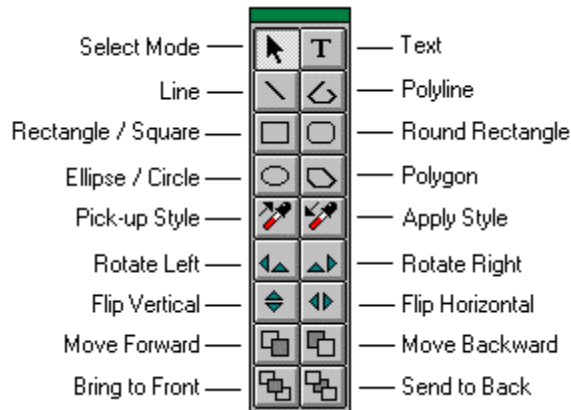 Select Mode T Text
Line Polyline
Rectangle / Square Round Rectangle
Ellipse / Circle Polygon
Pick-up Style Apply Style
Rotate Left Rotate Right
Flip Vertical Flip Horizontal
Move Forward Move Backward
Bring to Front Send to Back